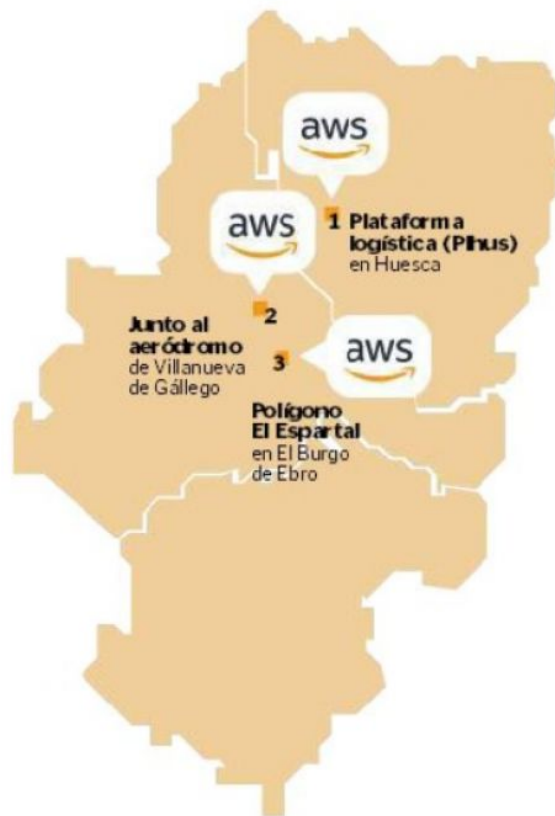 aws
1 Plataforma
logística (Plhus)
en Huesca
aws
2
Junto al
aeródromo
de Villanueva
de Gállego
aws
3
Polígono
El Espartal
en El Burgo
de Ebro